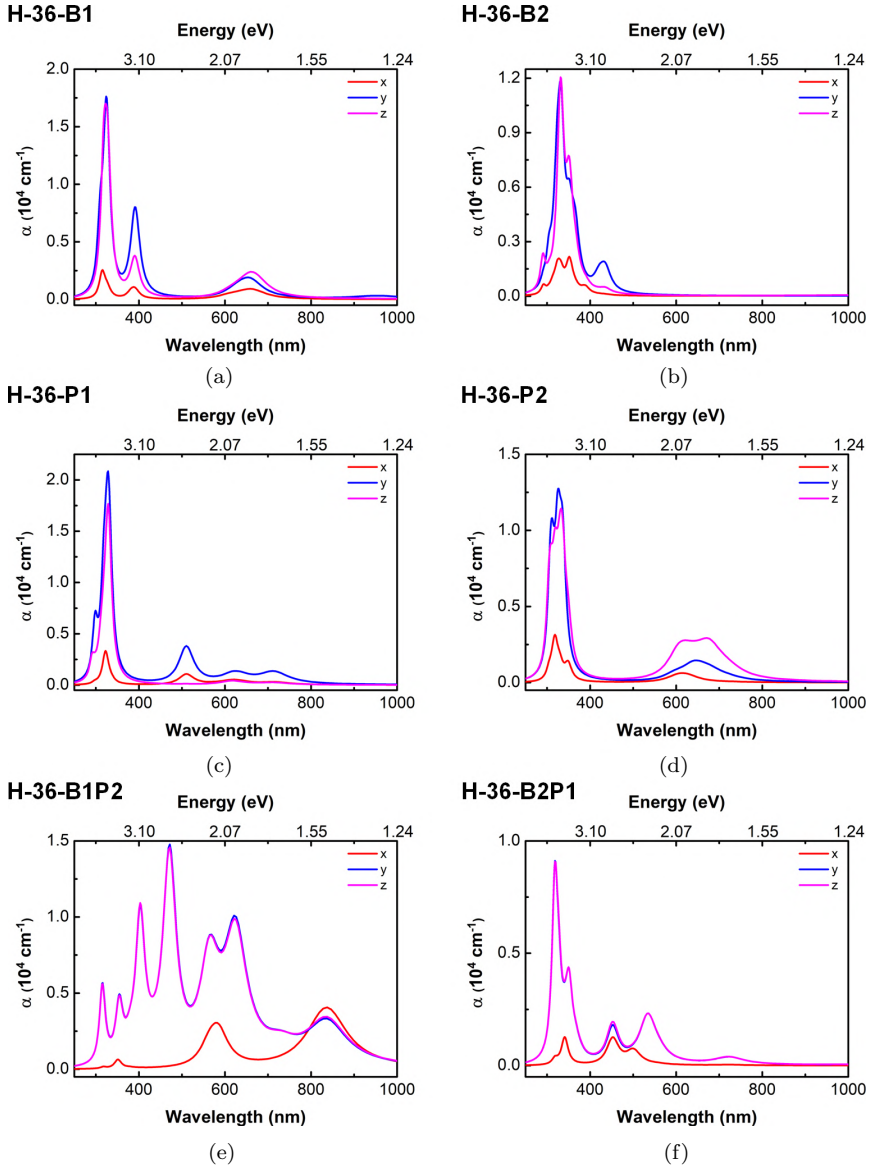 H-36-B1
Energy (eV)
3.10 2.07 1.55 1.24
2.0
1.5
1.0
0.5
0.0
α (10⁴ cm⁻¹)
x
y
z
400 600 800 1000
Wavelength (nm)
(a)
H-36-B2
Energy (eV)
3.10 2.07 1.55 1.24
1.2
0.9
0.6
0.3
0.0
α (10⁴ cm⁻¹)
x
y
z
400 600 800 1000
Wavelength (nm)
(b)
H-36-P1
Energy (eV)
3.10 2.07 1.55 1.24
2.0
1.5
1.0
0.5
0.0
α (10⁴ cm⁻¹)
x
y
z
400 600 800 1000
Wavelength (nm)
(c)
H-36-P2
Energy (eV)
3.10 2.07 1.55 1.24
1.5
1.0
0.5
0.0
α (10⁴ cm⁻¹)
x
y
z
400 600 800 1000
Wavelength (nm)
(d)
H-36-B1P2
Energy (eV)
3.10 2.07 1.55 1.24
1.5
1.0
0.5
0.0
α (10⁴ cm⁻¹)
x
y
z
400 600 800 1000
Wavelength (nm)
(e)
H-36-B2P1
Energy (eV)
3.10 2.07 1.55 1.24
1.0
0.5
0.0
α (10⁴ cm⁻¹)
x
y
z
400 600 800 1000
Wavelength (nm)
(f)